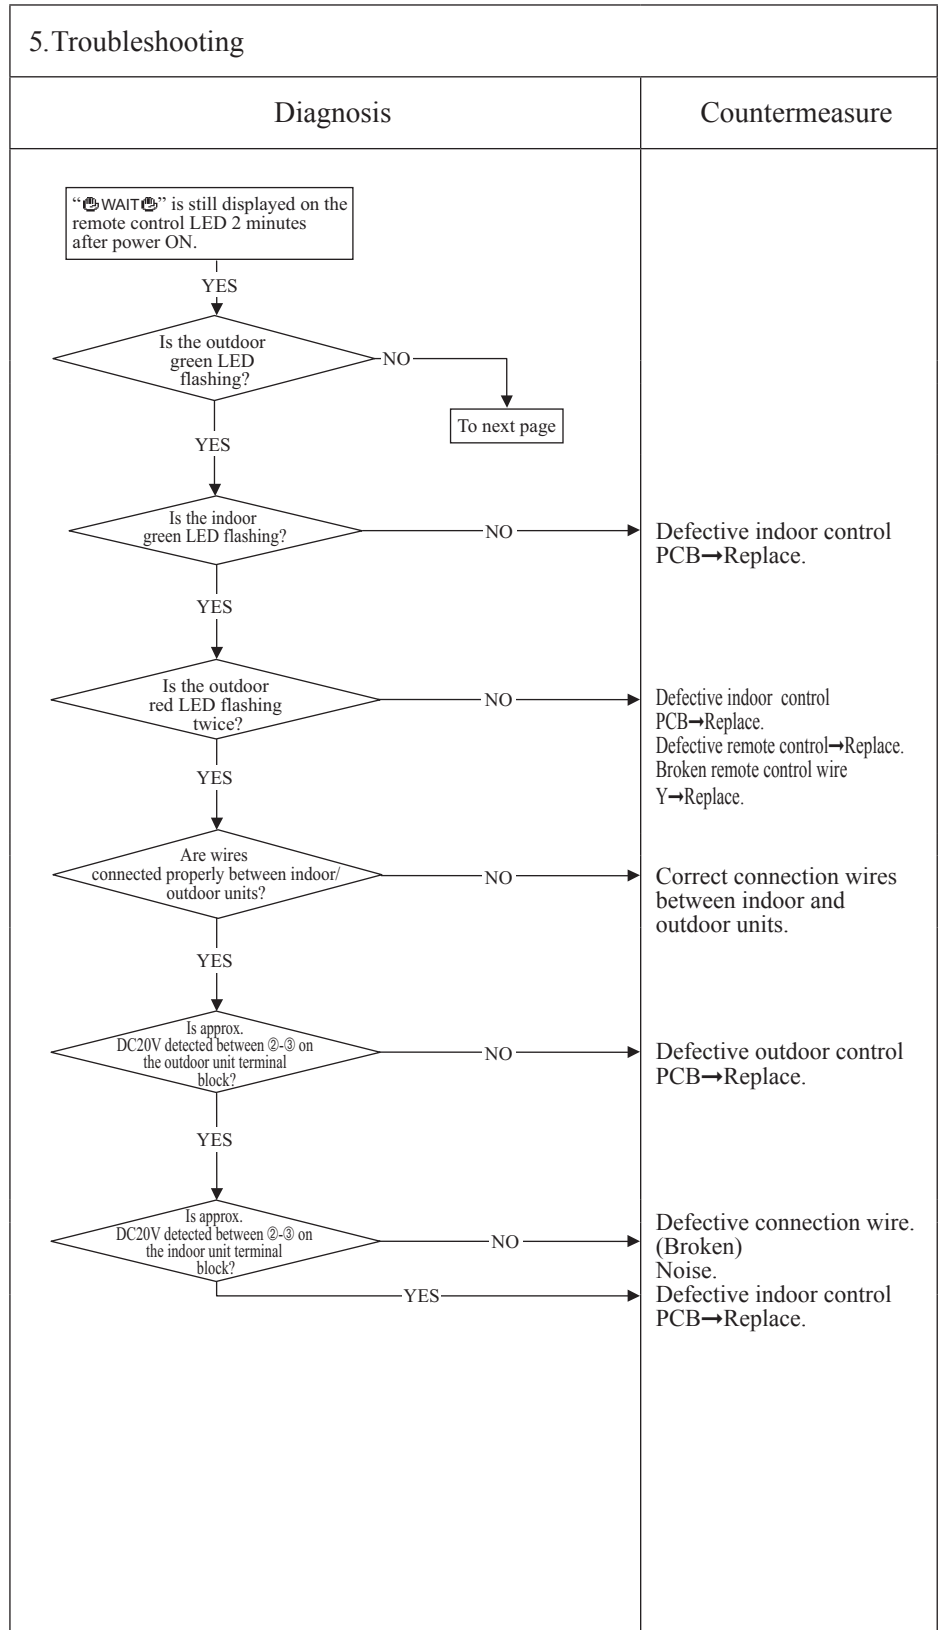 5.Troubleshooting
Diagnosis
Countermeasure
“WAIT” is still displayed on the
remote control LED 2 minutes
after power ON.
YES
Is the outdoor
green LED
flashing?
NO
To next page
YES
Is the indoor
green LED flashing?
NO
Defective indoor control
PCB→Replace.
YES
Is the outdoor
red LED flashing
twice?
NO
Defective indoor control
PCB→Replace.
Defective remote control→Replace.
Broken remote control wire
Y→Replace.
YES
Are wires
connected properly between indoor/
outdoor units?
NO
Correct connection wires
between indoor and
outdoor units.
YES
Is approx.
DC20V detected between ②-③ on
the outdoor unit terminal
block?
NO
Defective outdoor control
PCB→Replace.
YES
Is approx.
DC20V detected between ②-③ on
the indoor unit terminal
block?
NO
Defective connection wire.
(Broken)
Noise.
YES
Defective indoor control
PCB→Replace.